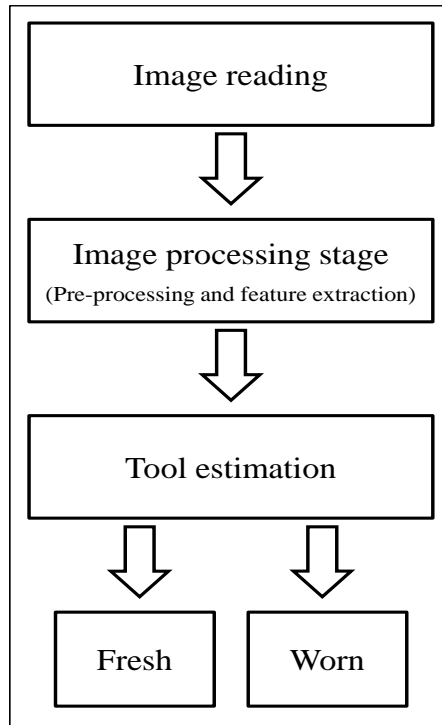 Image reading
Image processing stage
(Pre-processing and feature extraction)
Tool estimation
Fresh
Worn